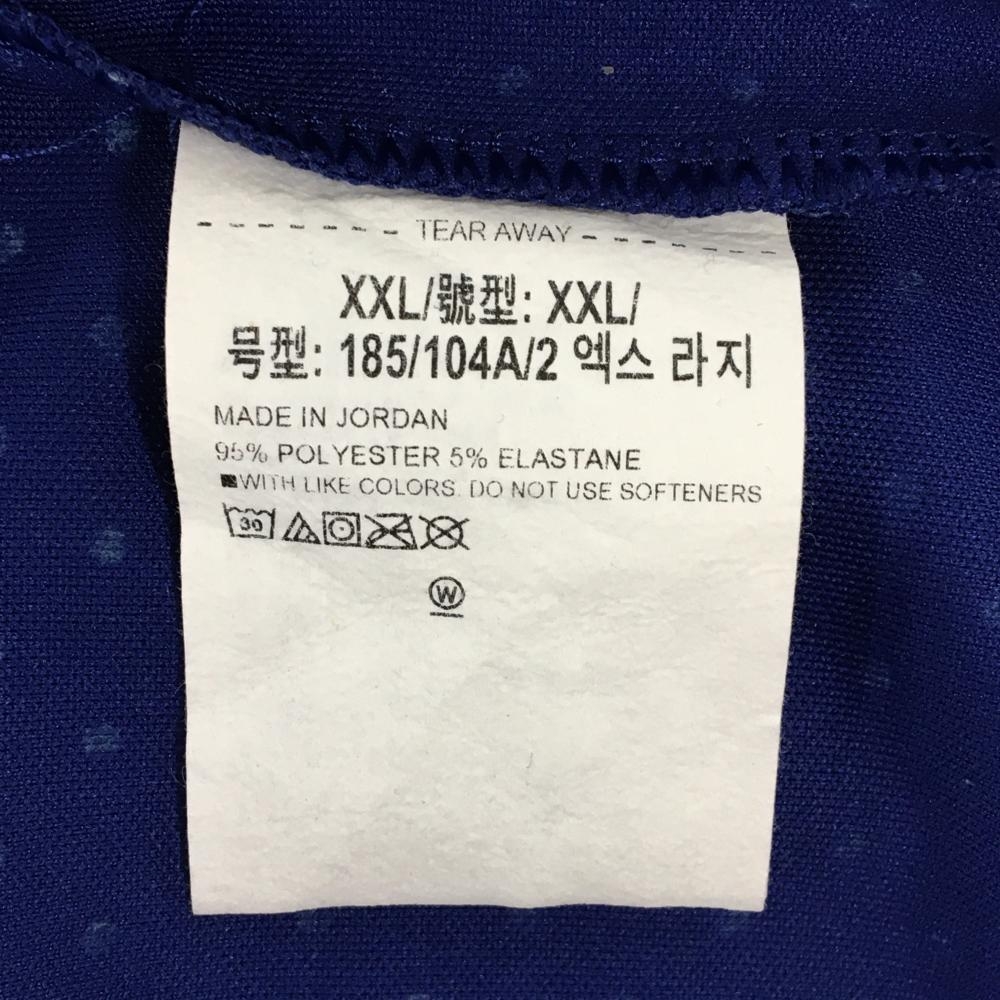 TEAR AWAY
XXL/號型: XXL/
号型: 185/104A/2 엑스 라지
MADE IN JORDAN
95% POLYESTER 5% ELASTANE
■WITH LIKE COLORS. DO NOT USE SOFTENERS
30
W